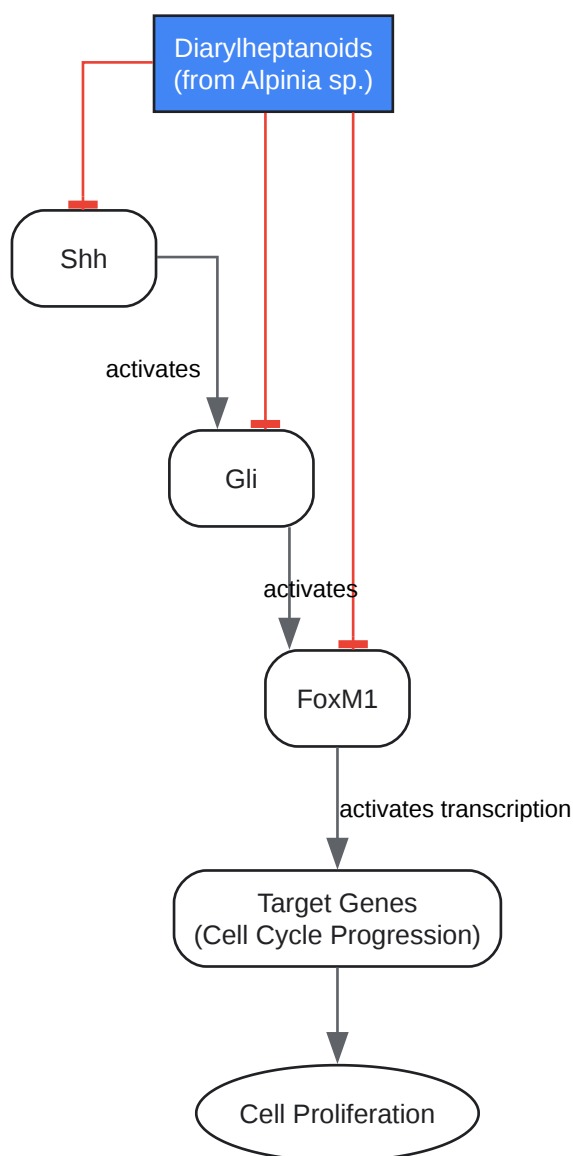 Diarylheptanoids
(from Alpinia sp.)
Shh
activates
Gli
activates
FoxM1
activates transcription
Target Genes
(Cell Cycle Progression)
Cell Proliferation